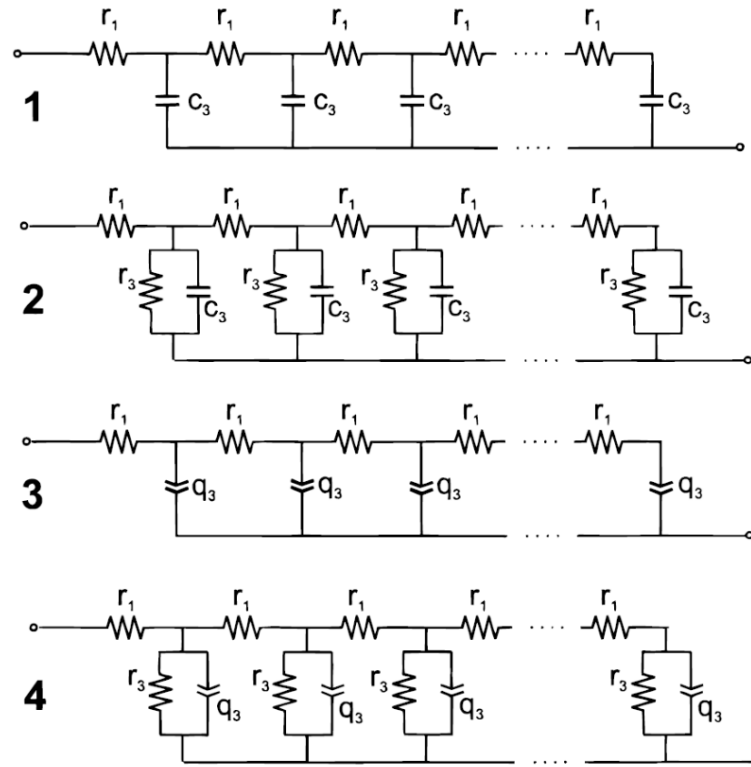 r₁ r₁ r₁ r₁ r₁
1 C₃ C₃ C₃ C₃
r₁ r₁ r₁ r₁ r₁
2 r₃ C₃ r₃ C₃ r₃ C₃ r₃ C₃
r₁ r₁ r₁ r₁ r₁
3 q₃ q₃ q₃ q₃
r₁ r₁ r₁ r₁ r₁
4 r₃ q₃ r₃ q₃ r₃ q₃ r₃ q₃